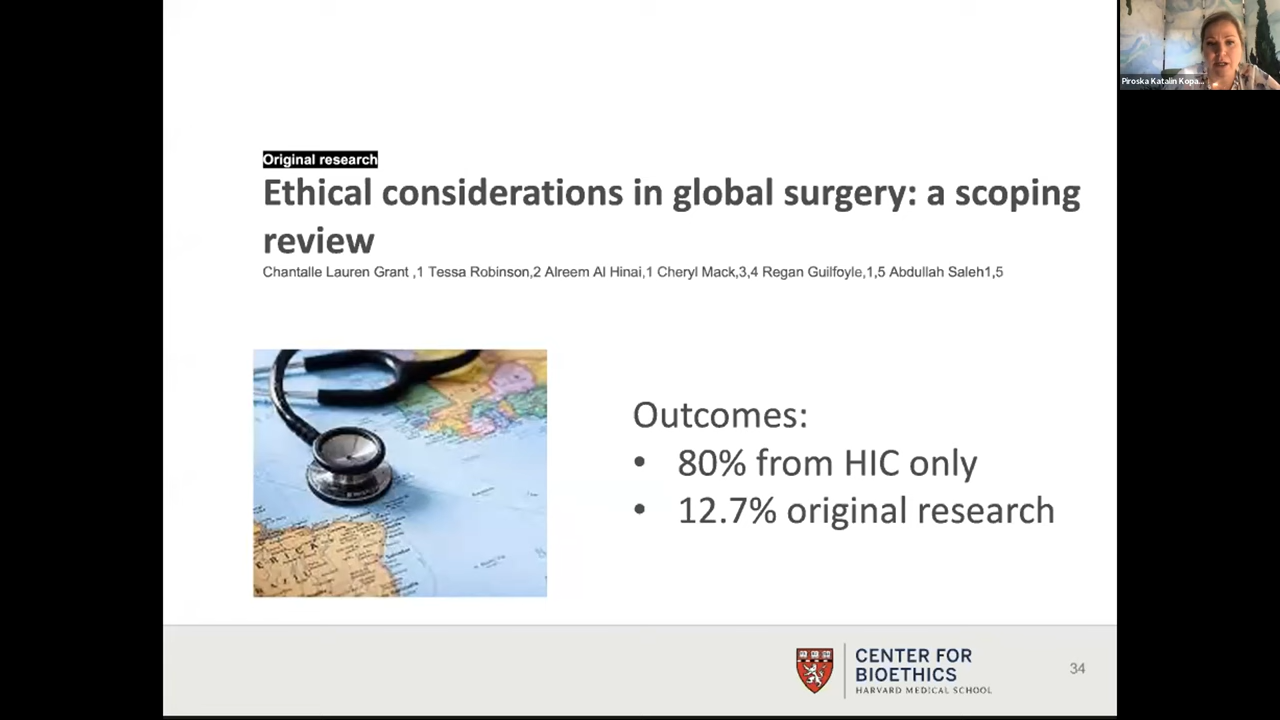 Piroska Katalin Kopa...
Original research
Ethical considerations in global surgery: a scoping
review
Chantalle Lauren Grant ,1 Tessa Robinson,2 Alreem Al Hinai,1 Cheryl Mack,3,4 Regan Guilfoyle,1,5 Abdullah Saleh1,5
Outcomes:
• 80% from HIC only
• 12.7% original research
CENTER FOR
BIOETHICS
HARVARD MEDICAL SCHOOL
34